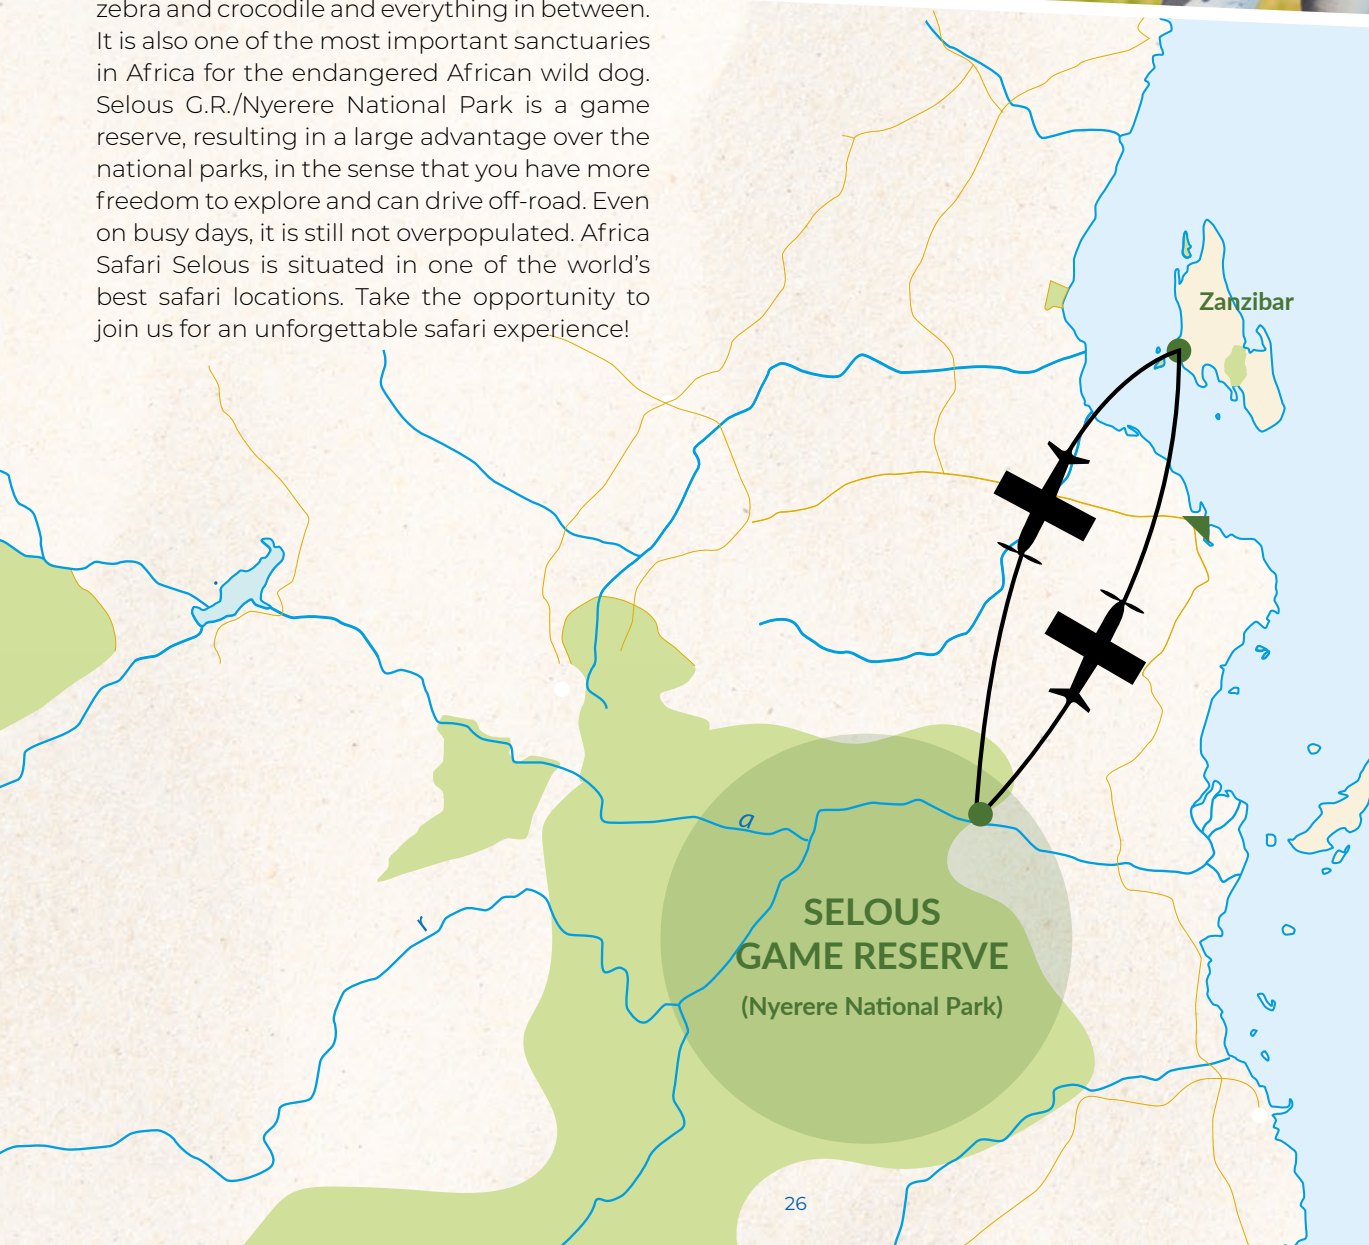 zebra and crocodile and everything in between.
It is also one of the most important sanctuaries
in Africa for the endangered African wild dog.
Selous G.R./Nyerere National Park is a game
reserve, resulting in a large advantage over the
national parks, in the sense that you have more
freedom to explore and can drive off-road. Even
on busy days, it is still not overpopulated. Africa
Safari Selous is situated in one of the world's
best safari locations. Take the opportunity to
join us for an unforgettable safari experience!
Zanzibar
a
r
SELOUS
GAME RESERVE
(Nyerere National Park)
26